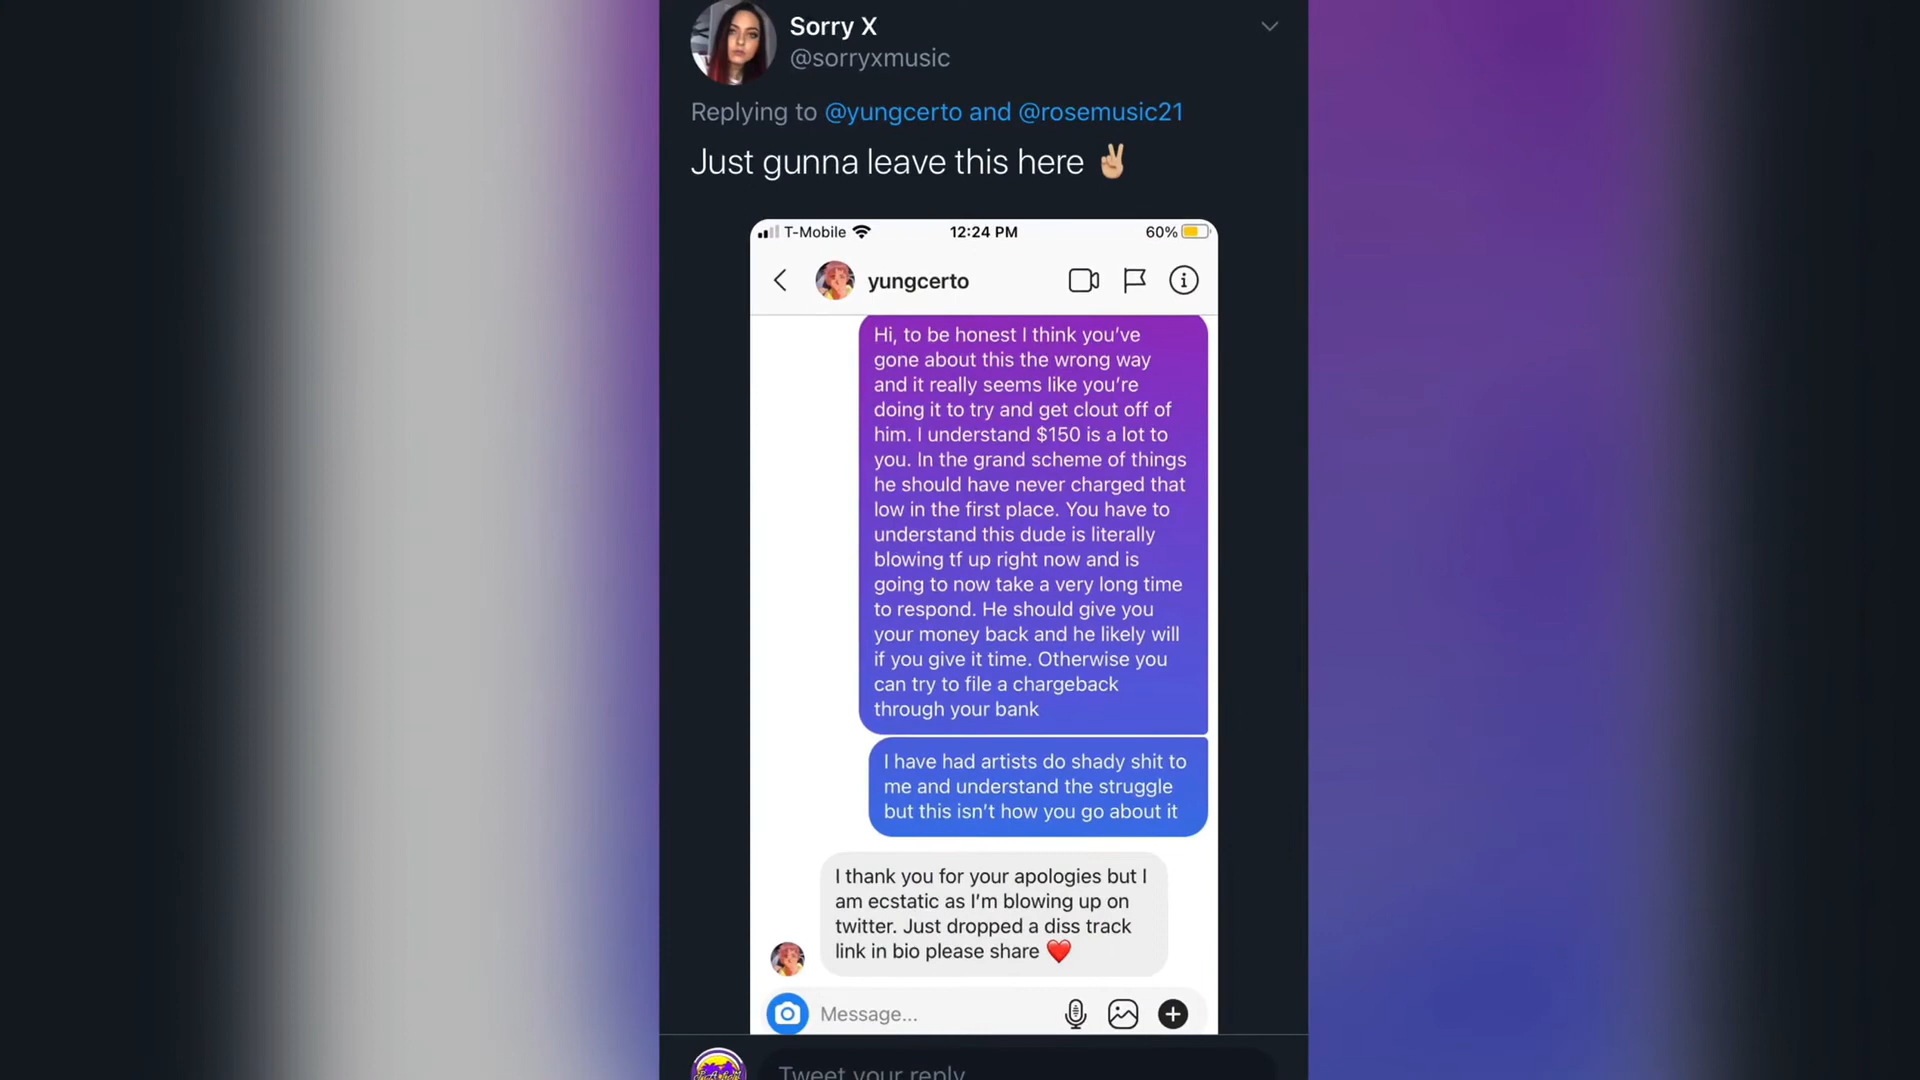 Sorry X
@sorryxmusic
Replying to @yungcerto and @rosemusic21
Just gunna leave this here ✌🏼
T-Mobile 12:24 PM 60%
yungcerto
Hi, to be honest I think you’ve
gone about this the wrong way
and it really seems like you’re
doing it to try and get clout off of
him. I understand $150 is a lot to
you. In the grand scheme of things
he should have never charged that
low in the first place. You have to
understand this dude is literally
blowing tf up right now and is
going to now take a very long time
to respond. He should give you
your money back and he likely will
if you give it time. Otherwise you
can try to file a chargeback
through your bank
I have had artists do shady shit to
me and understand the struggle
but this isn’t how you go about it
I thank you for your apologies but I
am ecstatic as I’m blowing up on
twitter. Just dropped a diss track
link in bio please share ❤️
Message...
Tweet your reply